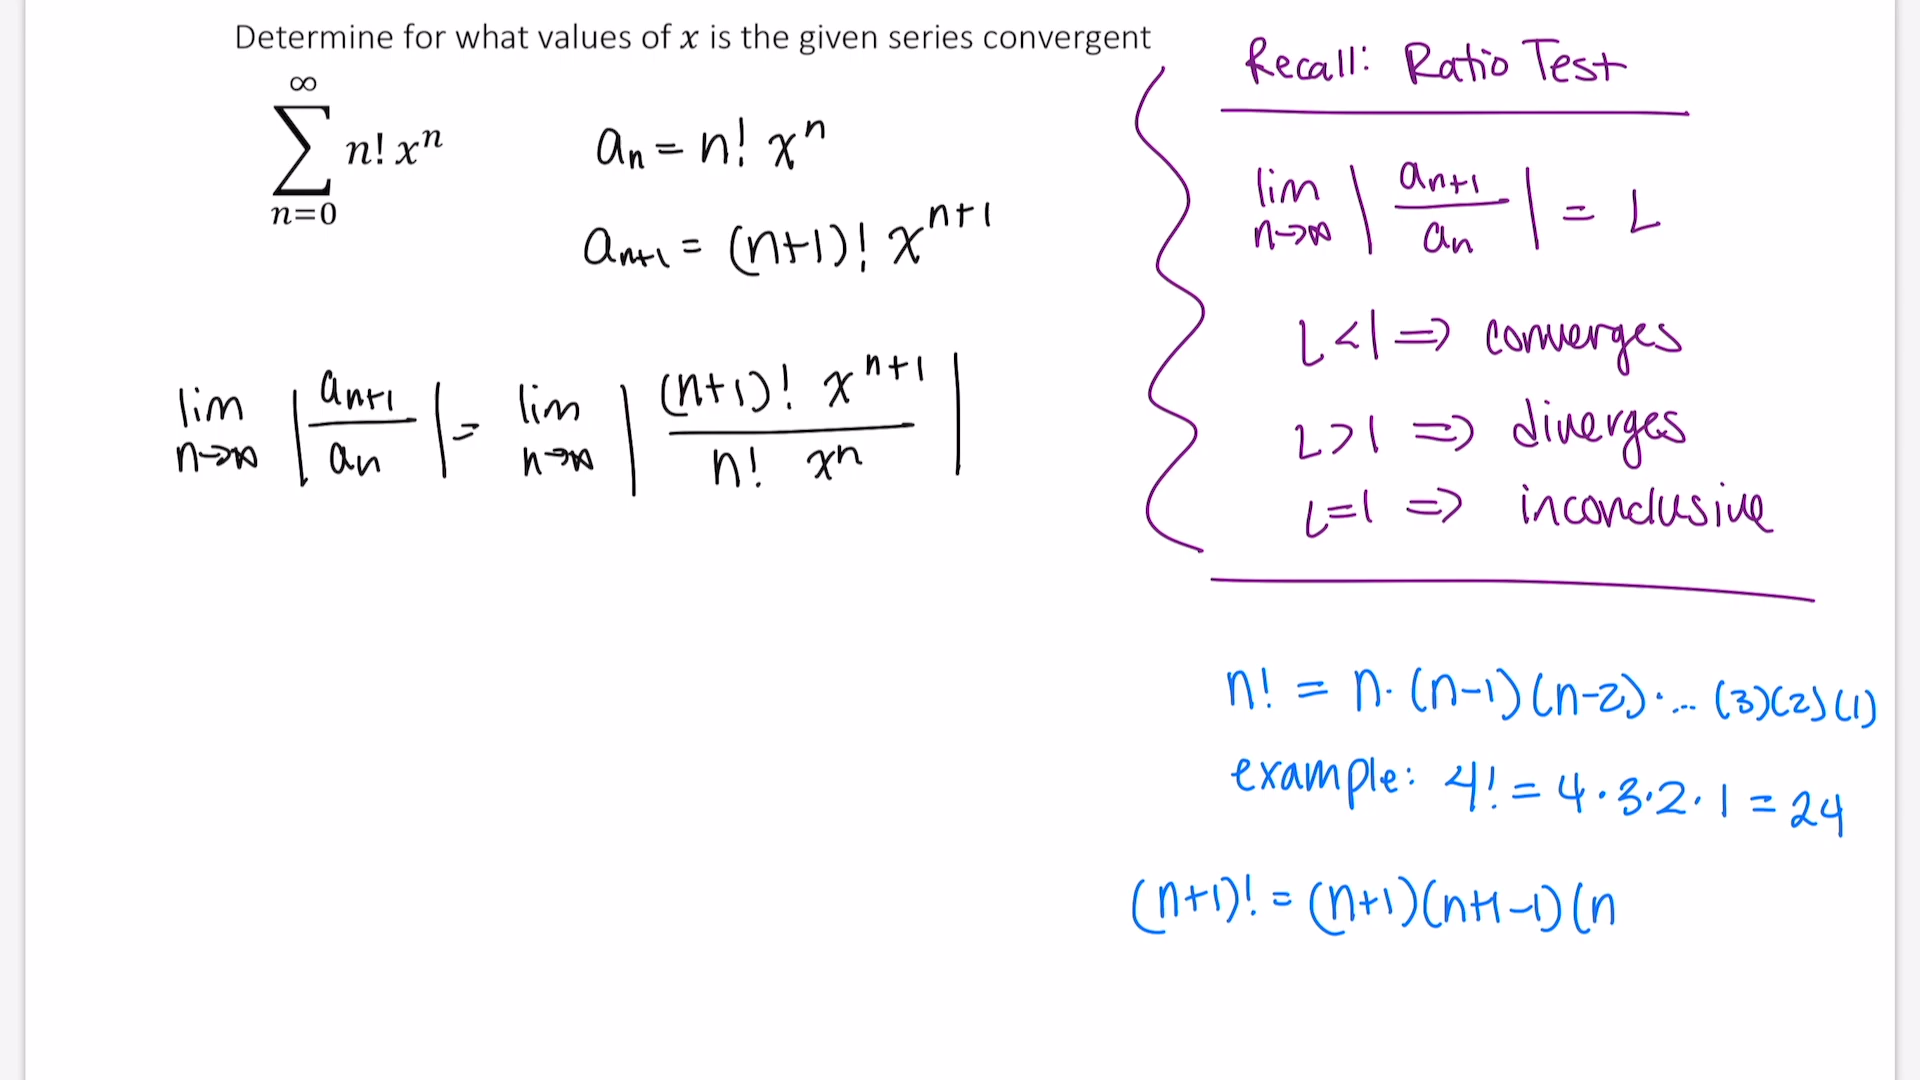 Determine for what values of x is the given series convergent
∞
∑ n! xⁿ
n=0
aₙ = n! xⁿ
aₙ₊₁ = (n+1)! xⁿ⁺¹
lim n→∞ | aₙ₊₁ / aₙ | = lim n→∞ | (n+1)! xⁿ⁺¹ / n! xⁿ |
Recall: Ratio Test
lim n→∞ | aₙ₊₁ / aₙ | = L
L<1 ⇒ converges
L>1 ⇒ diverges
L=1 ⇒ inconclusive
n! = n·(n-1)(n-2)·... (3)(2)(1)
example: 4! = 4·3·2·1 = 24
(n+1)! = (n+1)(n+1-1)(n